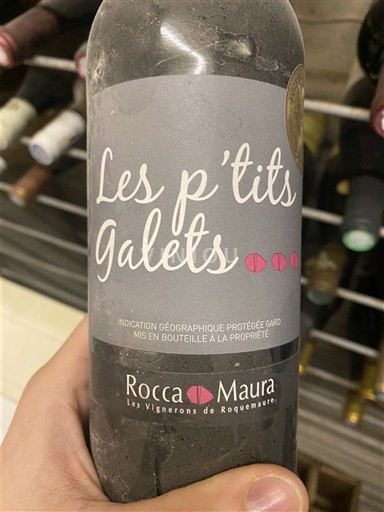 Les p'tits
Galets...
INDICATION GÉOGRAPHIQUE PROTÉGÉE GARD
MIS EN BOUTEILLE À LA PROPRIÉTÉ
Rocca Maura
Les Vignerons de Roquemaure